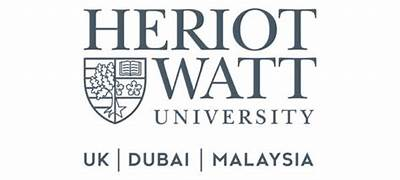 HERIOT
WATT
UNIVERSITY
UK | DUBAI | MALAYSIA